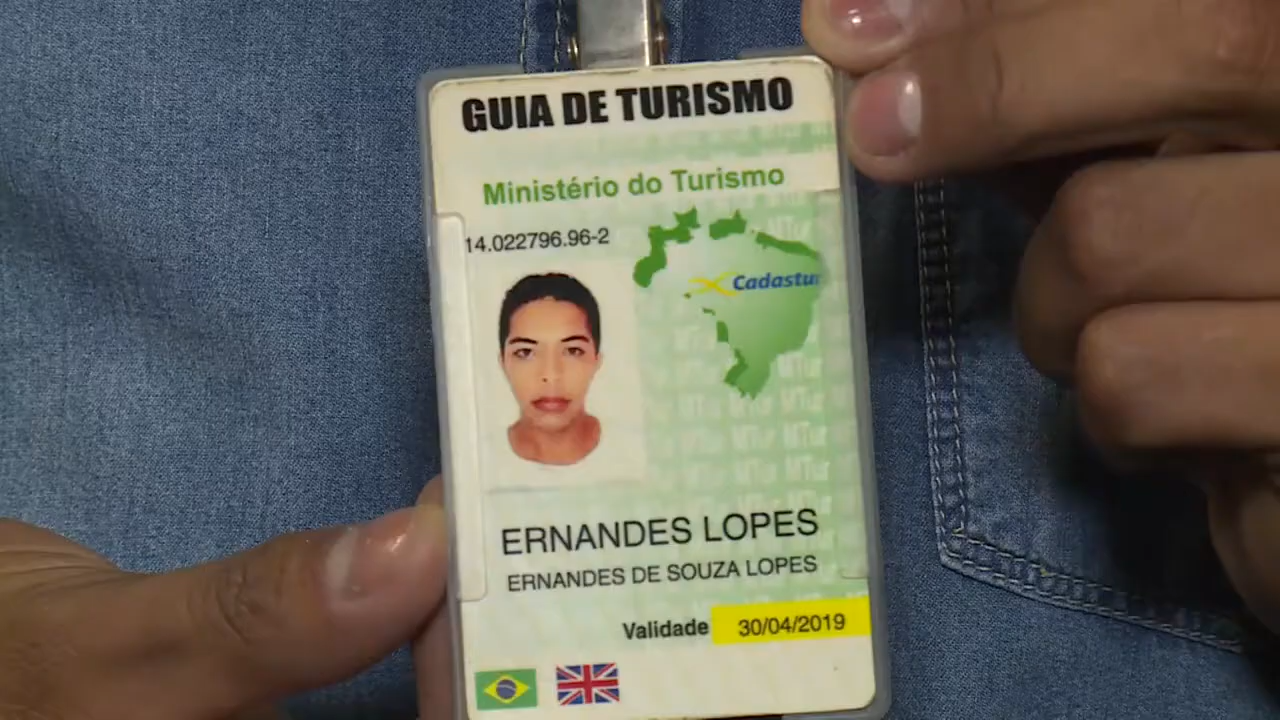 GUIA DE TURISMO
Ministério do Turismo
14.022796.96-2
Cadastur
ERNANDES LOPES
ERNANDES DE SOUZA LOPES
Validade 30/04/2019